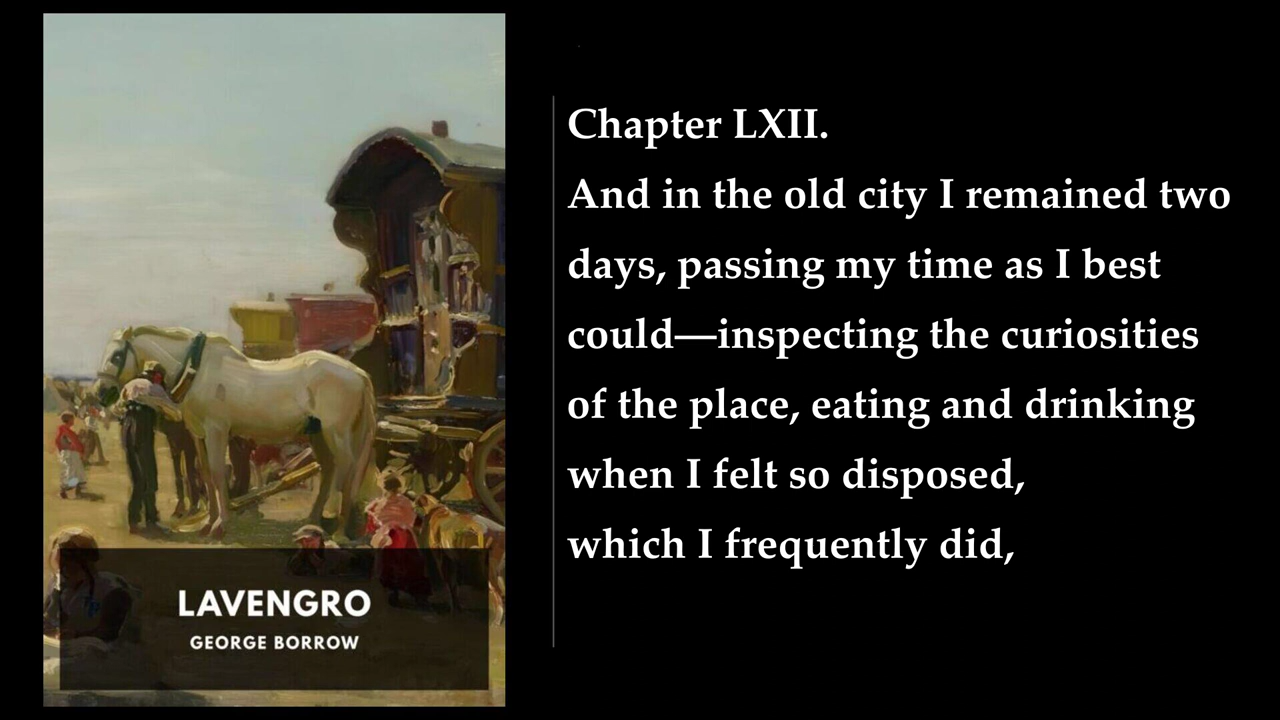 LAVENGRO
GEORGE BORROW
Chapter LXII.
And in the old city I remained two
days, passing my time as I best
could—inspecting the curiosities
of the place, eating and drinking
when I felt so disposed,
which I frequently did,